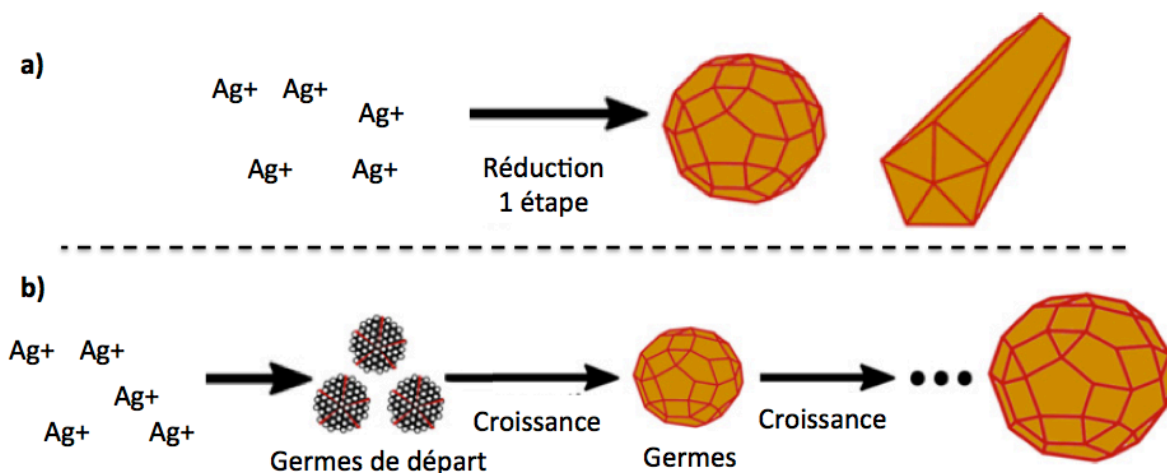 a)
Ag+ Ag+
Ag+
Ag+ Ag+
Réduction
1 étape
b)
Ag+ Ag+
Ag+
Ag+ Ag+
Germes de départ
Croissance
Germes
Croissance